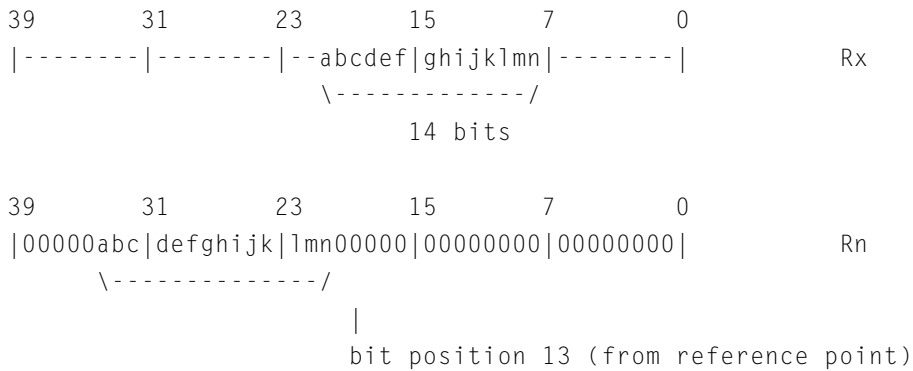 39 31 23 15 7 0
|--------|--------|--abcdef|ghijklmn|--------| Rx
\-------------/
14 bits
39 31 23 15 7 0
|00000abc|defghijk|lmn00000|00000000|00000000| Rn
\--------------/
|
bit position 13 (from reference point)